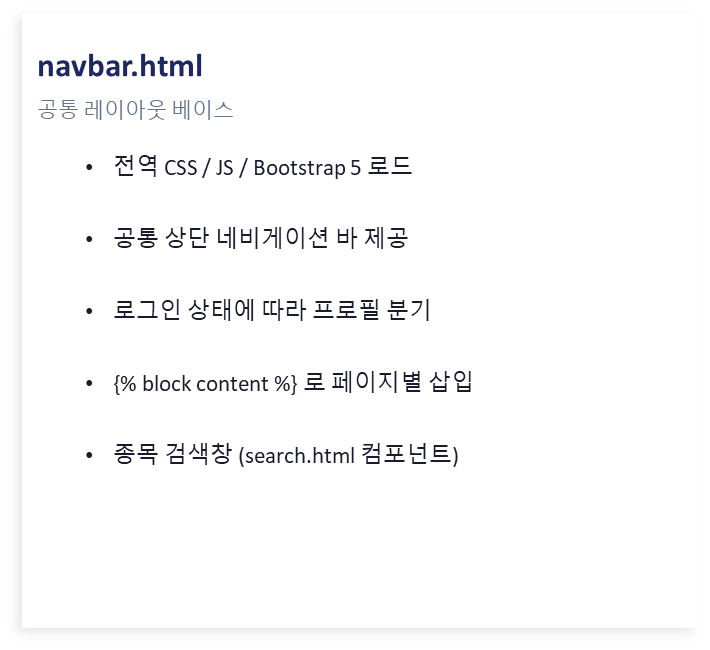 navbar.html
공통 레이아웃 베이스
• 전역 CSS / JS / Bootstrap 5 로드
• 공통 상단 네비게이션 바 제공
• 로그인 상태에 따라 프로필 분기
• {% block content %} 로 페이지별 삽입
• 종목 검색창 (search.html 컴포넌트)